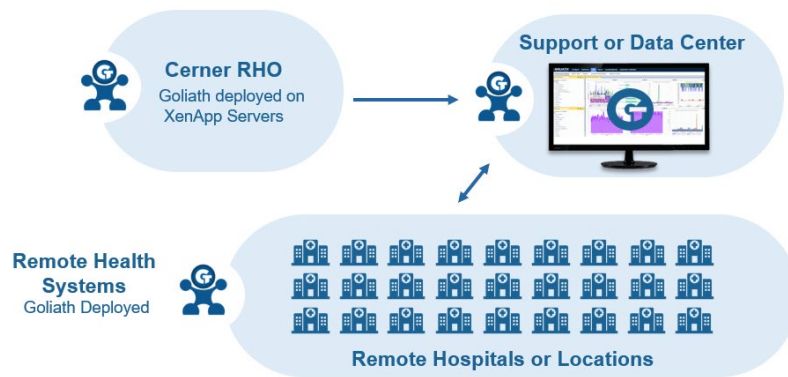 Cerner RHO
Goliath deployed on
XenApp Servers
Support or Data Center
Remote Health
Systems
Goliath Deployed
Remote Hospitals or Locations